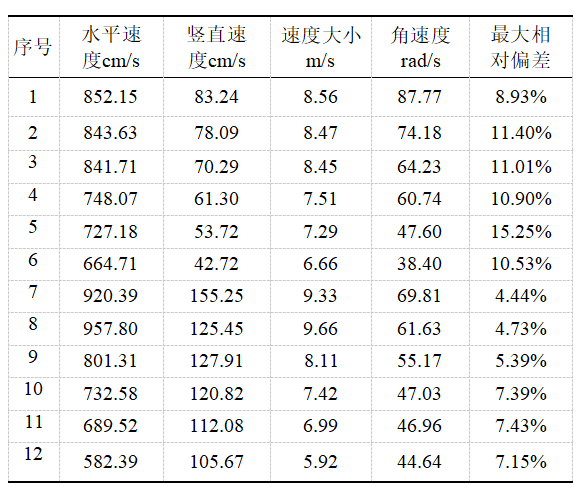 序号 水平速度cm/s 竖直速度cm/s 速度大小m/s 角速度rad/s 最大相对偏差
1 852.15 83.24 8.56 87.77 8.93%
2 843.63 78.09 8.47 74.18 11.40%
3 841.71 70.29 8.45 64.23 11.01%
4 748.07 61.30 7.51 60.74 10.90%
5 727.18 53.72 7.29 47.60 15.25%
6 664.71 42.72 6.66 38.40 10.53%
7 920.39 155.25 9.33 69.81 4.44%
8 957.80 125.45 9.66 61.63 4.73%
9 801.31 127.91 8.11 55.17 5.39%
10 732.58 120.82 7.42 47.03 7.39%
11 689.52 112.08 6.99 46.96 7.43%
12 582.39 105.67 5.92 44.64 7.15%